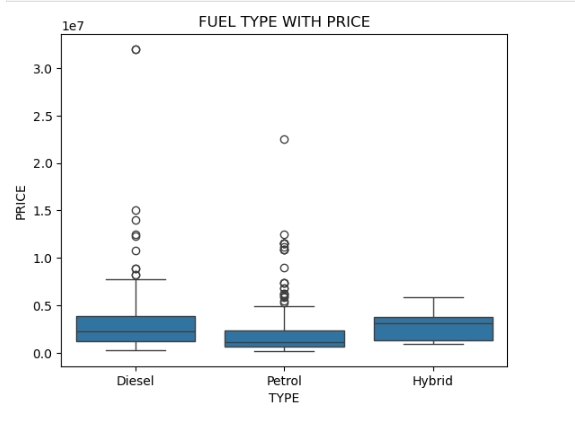 FUEL TYPE WITH PRICE
1e7
3.0
2.5
2.0
1.5
1.0
0.5
0.0
PRICE
Diesel
Petrol
Hybrid
TYPE